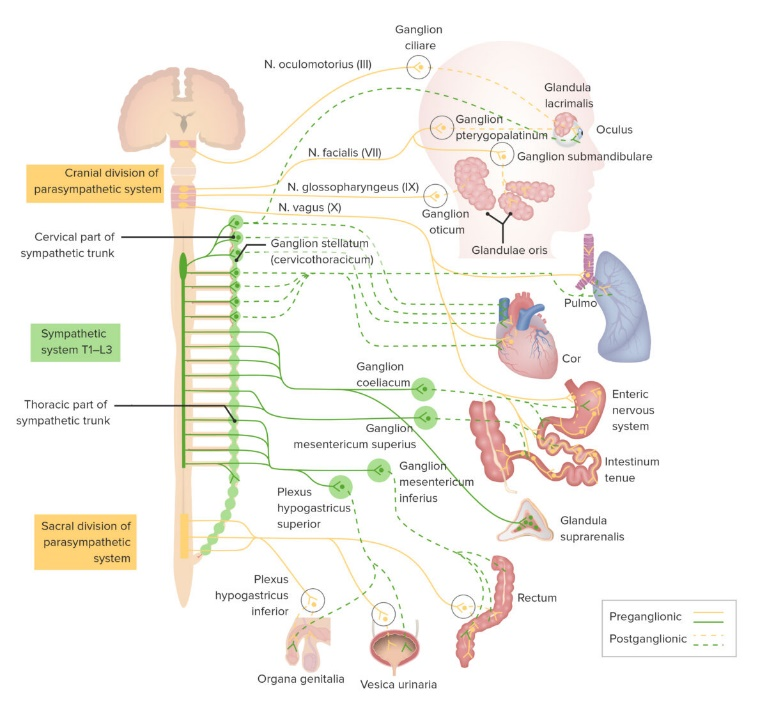 Ganglion
ciliare
N. oculomotorius (III)
Glandula
lacrimalis
Ganglion
pterygopalatinum
Oculus
N. facialis (VII)
Ganglion submandibulare
Cranial division of
parasympathetic system
N. glossopharyngeus (IX)
N. vagus (X)
Ganglion
oticum
Glandulae oris
Cervical part of
sympathetic trunk
Ganglion stellatum
(cervicothoracicum)
Pulmo
Sympathetic
system T1–L3
Cor
Ganglion
coeliacum
Enteric
nervous
system
Thoracic part of
sympathetic trunk
Ganglion
mesentericum superius
Intestinum
tenue
Ganglion
mesentericum
inferius
Plexus
hypogastricus
superior
Glandula
suprarenalis
Sacral division of
parasympathetic
system
Plexus
hypogastricus
inferior
Rectum
Preganglionic
Postganglionic
Organa genitalia
Vesica urinaria